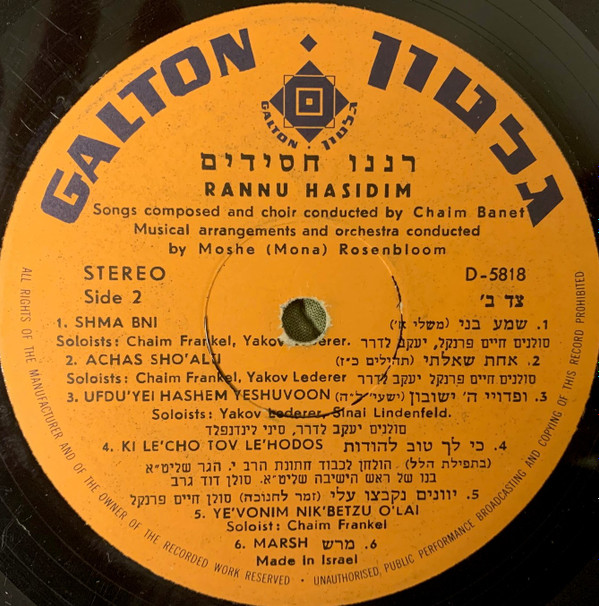 GALTON גלטון
GALTON גלטון
רננו חסידים
RANNU HASIDIM
Songs composed and choir conducted by Chaim Banet
Musical arrangements and orchestra conducted
by Moshe (Mona) Rosenbloom
STEREO D-5818
Side 2 צד ב'
1. SHMA BNI 1. שמע בני (משלי א')
Soloists: Chaim Frankel, Yakov Lederer. סולנים חיים פרנקל, יעקב לדרר
2. ACHAS SHO'ALTI 2. אחת שאלתי (תהילים כ"ז)
Soloists: Chaim Frankel, Yakov Lederer סולנים חיים פרנקל יעקב לדרר
3. UFDU'YEI HASHEM YESHUVOON 3. ופדויי ה' ישובון (ישעי' ל"ה)
Soloists: Yakov Lederer, Sinai Lindenfeld.
סולנים יעקב לדרר, סיני לינדנפלד
4. KI LE'CHO TOV LE'HODOS 4. כי לך טוב להודות
(בתפילת הלל) הולחן לכבוד חתונת הרב י. הגר שליט"א
בנו של ראש הישיבה שליט"א. סולן דוד גרב
5. יוונים נקבצו עלי (זמר לחנוכה) סולן חיים פרנקל
5. YE'VONIM NIK'BETZU O'LAI
Soloist: Chaim Frankel
6. MARSH 6. מרש
Made in Israel
ALL RIGHTS OF THE MANUFACTURER AND OF THE OWNER OF THE RECORDED WORK RESERVED • UNAUTHORISED, PUBLIC PERFORMANCE BROADCASTING AND COPYING OF THIS RECORD PROHIBITED